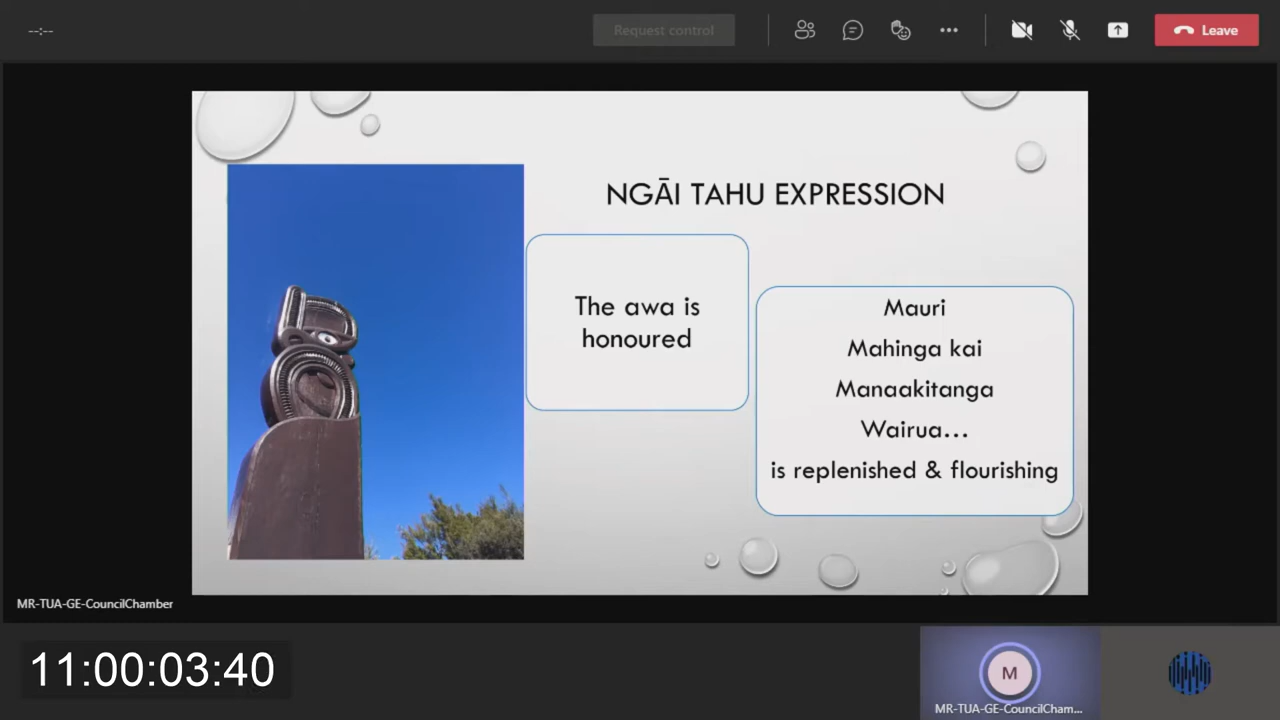 --:--
Request control
Leave
NGĀI TAHU EXPRESSION
The awa is
honoured
Mauri
Mahinga kai
Manaakitanga
Wairua...
is replenished & flourishing
MR-TUA-GE-CouncilChamber
11:00:03:40
M
MR-TUA-GE-CouncilCham...